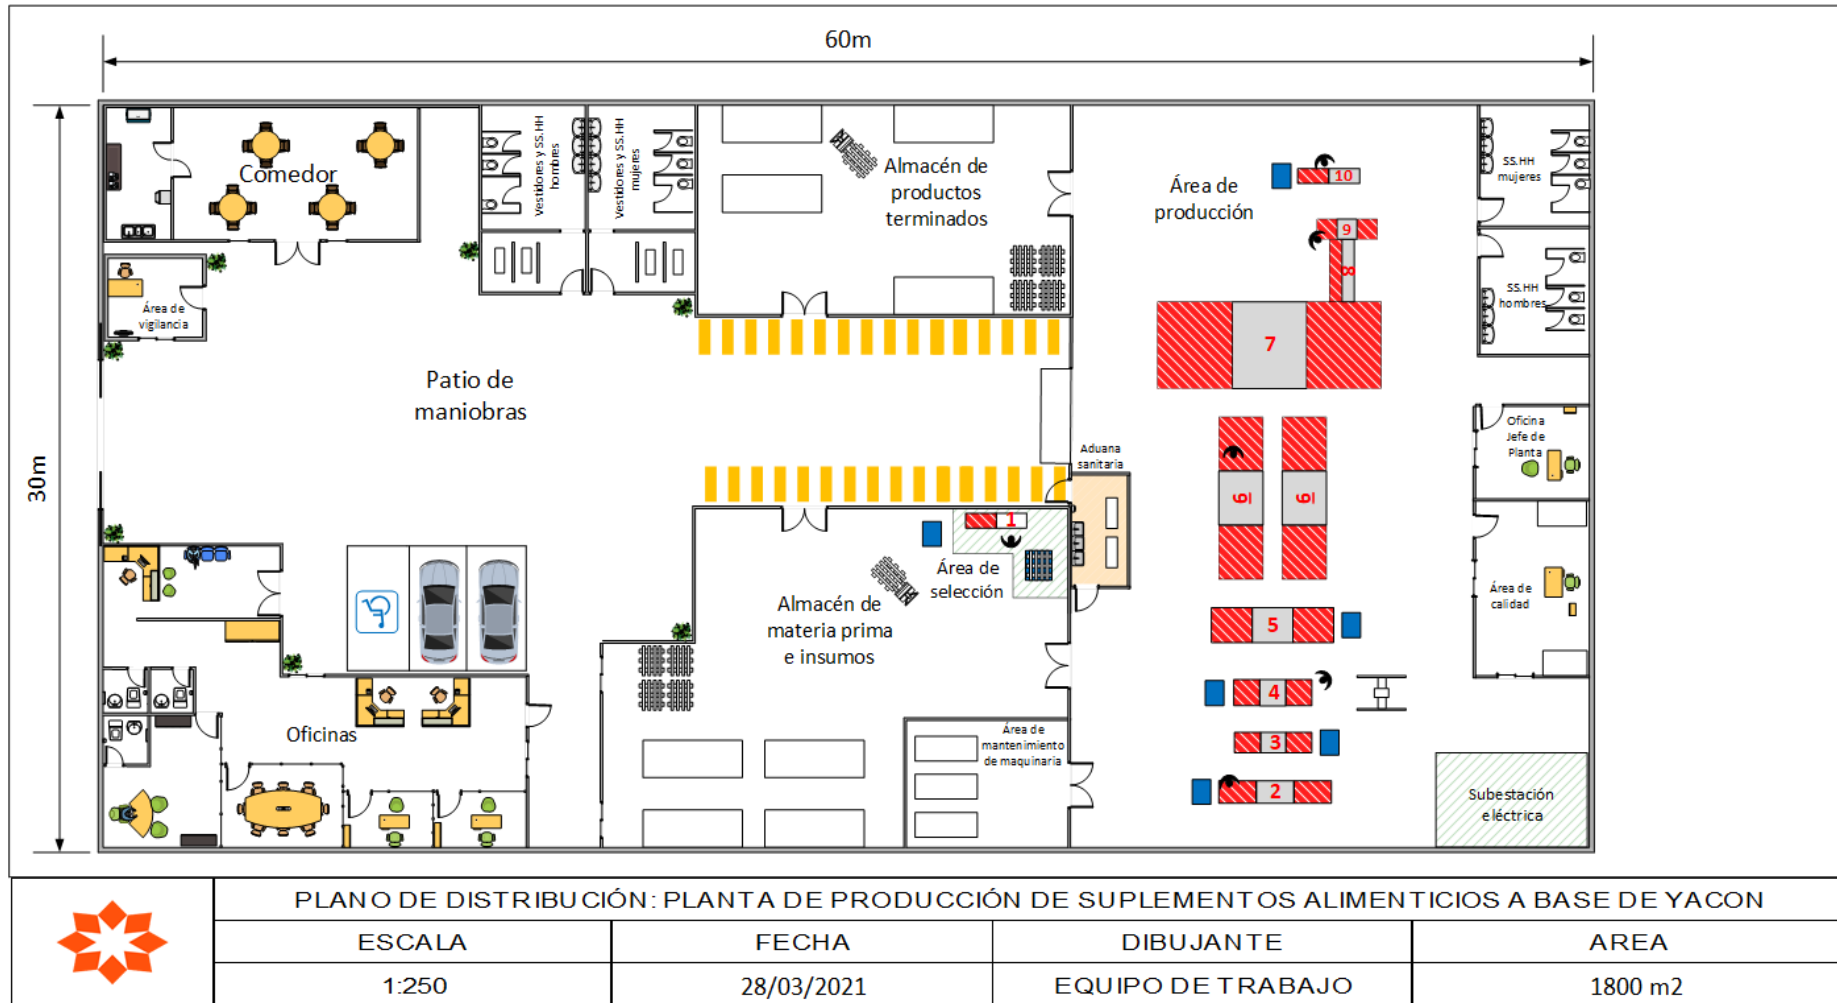 60m
30m
Comedor
Vestidores y SS.HH
hombres
Vestidores y SS.HH
mujeres
Almacén de
productos
terminados
Área de
producción
SS.HH
mujeres
SS.HH
hombres
Área de
vigilancia
Patio de
maniobras
Aduana
sanitaria
Oficina
Jefe de
Planta
Área de
calidad
Área de
selección
Almacén de
materia prima
e insumos
Área de
mantenimiento
de maquinaria
Oficinas
Subestación
eléctrica
10
9
8
7
6
6
1
5
4
3
2
PLANO DE DISTRIBUCIÓN: PLANTA DE PRODUCCIÓN DE SUPLEMENTOS ALIMENTICIOS A BASE DE YACON
ESCALA
FECHA
DIBUJANTE
AREA
1:250
28/03/2021
EQUIPO DE TRABAJO
1800 m2